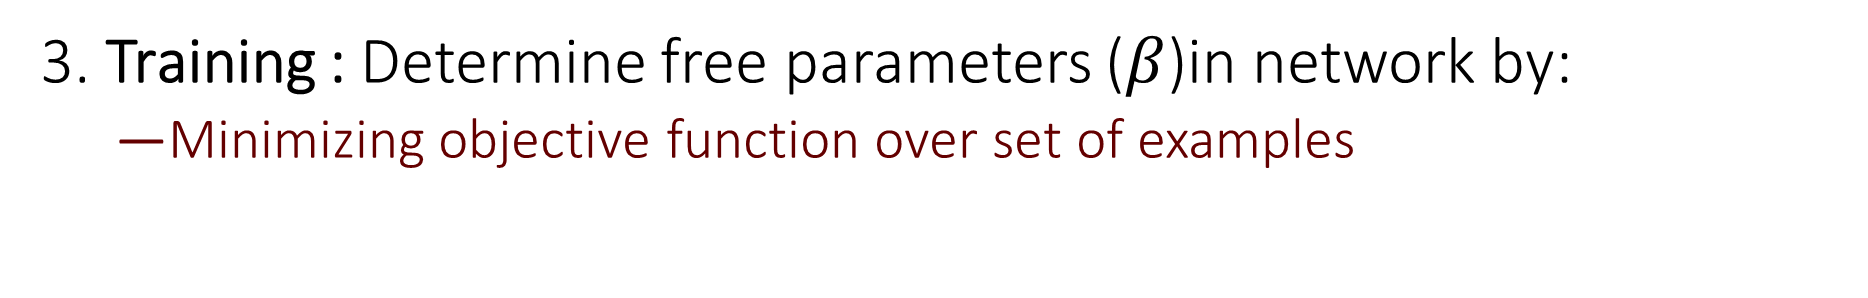 3. Training : Determine free parameters (β)in network by:
—Minimizing objective function over set of examples